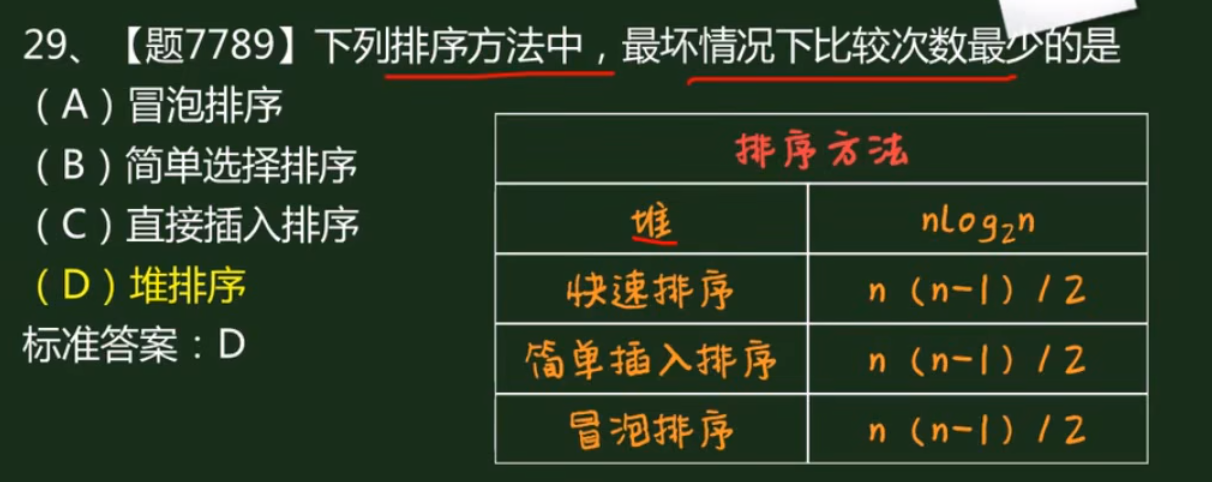 29、【题7789】下列排序方法中，最坏情况下比较次数最少的是
（A）冒泡排序
（B）简单选择排序
（C）直接插入排序
（D）堆排序
标准答案：D
排序方法
堆 nlog₂n
快速排序 n（n-1）/2
简单插入排序 n（n-1）/2
冒泡排序 n（n-1）/2